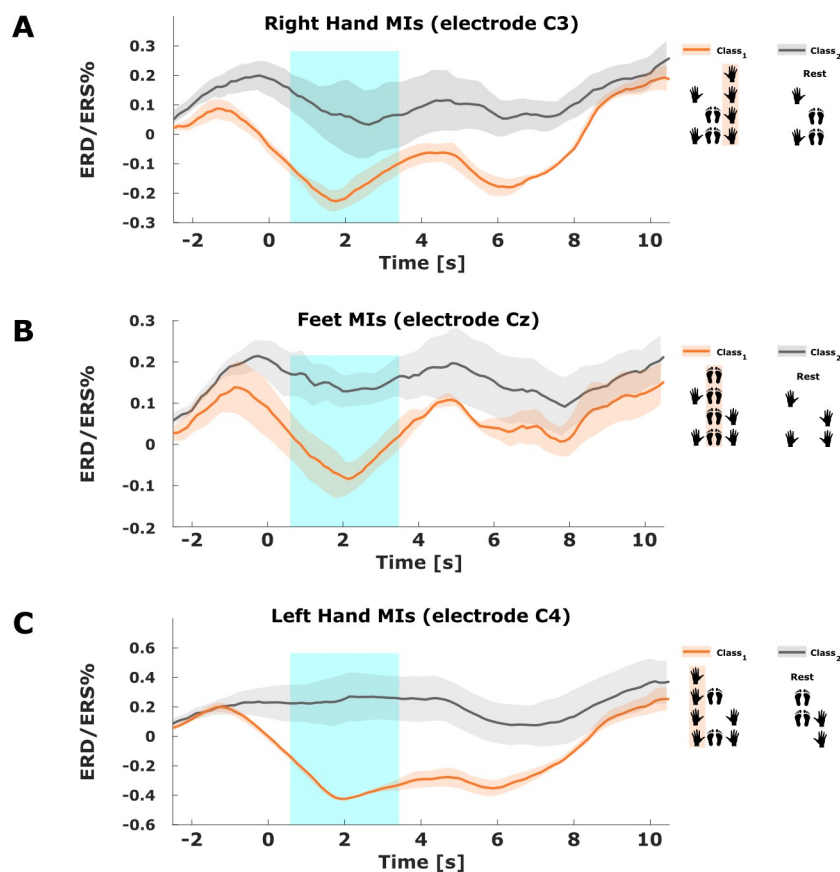 A
Right Hand MIs (electrode C3)
ERD/ERS%
0.3
0.2
0.1
0
-0.1
-0.2
-0.3
-2 0 2 4 6 8 10
Time [s]
Class1 Class2
Rest
B
Feet MIs (electrode Cz)
ERD/ERS%
0.3
0.2
0.1
0
-0.1
-0.2
-2 0 2 4 6 8 10
Time [s]
Class1 Class2
Rest
C
Left Hand MIs (electrode C4)
ERD/ERS%
0.6
0.4
0.2
0
-0.2
-0.4
-0.6
-2 0 2 4 6 8 10
Time [s]
Class1 Class2
Rest